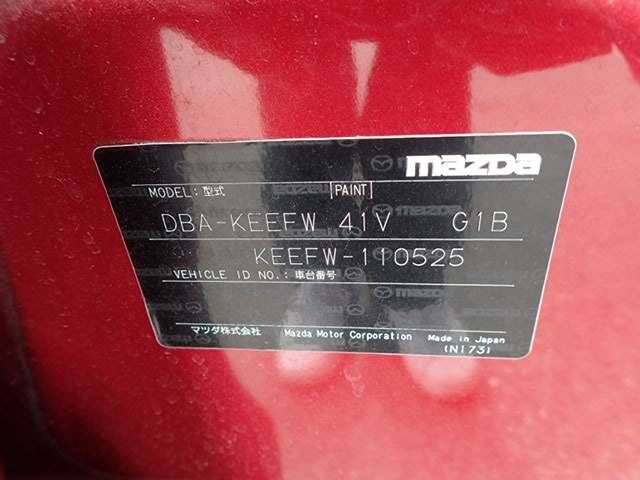 mazda
MODEL: 型式 PAINT
DBA-KEEFW 41V G1B
KEEFW-110525
VEHICLE ID NO.: 車台番号
マツダ株式会社 Mazda Motor Corporation Made in Japan
(N173)